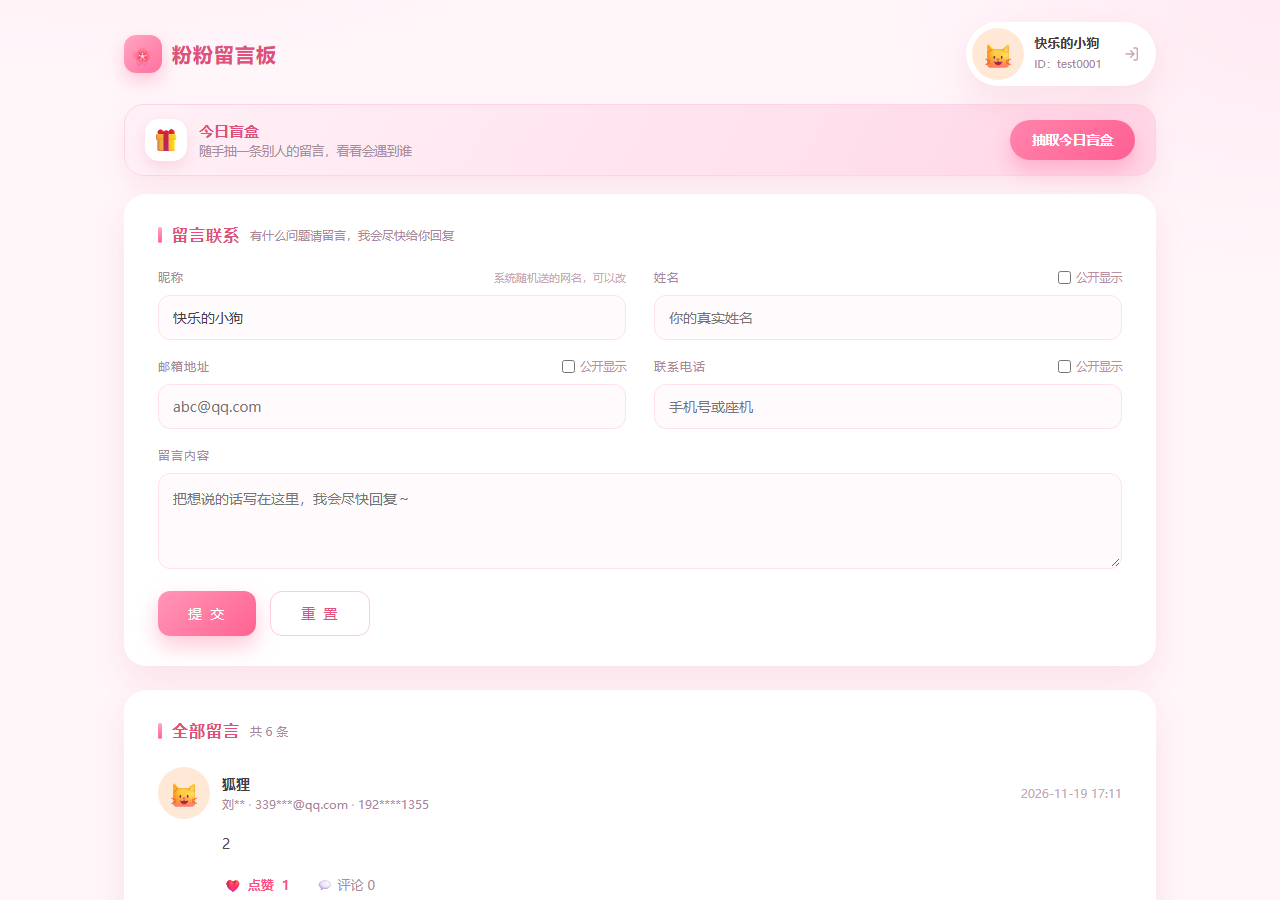 粉粉留言板
快乐的小狗
ID：test0001
今日盲盒
随手抽一条别人的留言，看看会遇到谁
抽取今日盲盒
留言联系 有什么问题请留言，我会尽快给你回复
昵称 系统随机送的网名，可以改
快乐的小狗
姓名 公开显示
你的真实姓名
邮箱地址 公开显示
abc@qq.com
联系电话 公开显示
手机号或座机
留言内容
把想说的话写在这里，我会尽快回复～
提 交 重 置
全部留言 共 6 条
狐狸
刘** · 339***@qq.com · 192****1355
2026-11-19 17:11
2
点赞 1 评论 0